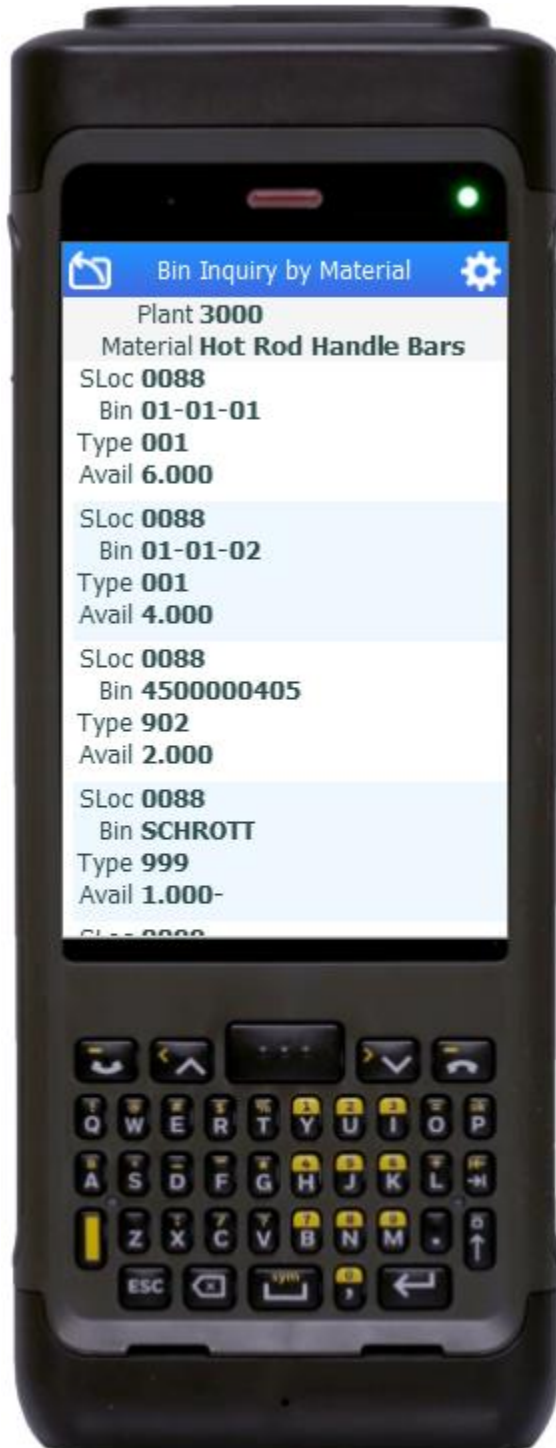 Bin Inquiry by Material
Plant 3000
Material Hot Rod Handle Bars
SLoc 0088
Bin 01-01-01
Type 001
Avail 6.000
SLoc 0088
Bin 01-01-02
Type 001
Avail 4.000
SLoc 0088
Bin 4500000405
Type 902
Avail 2.000
SLoc 0088
Bin SCHROTT
Type 999
Avail 1.000-
Q W E R T Y U I O P
A S D F G H J K L
Z X C V B N M .
ESC sym ,